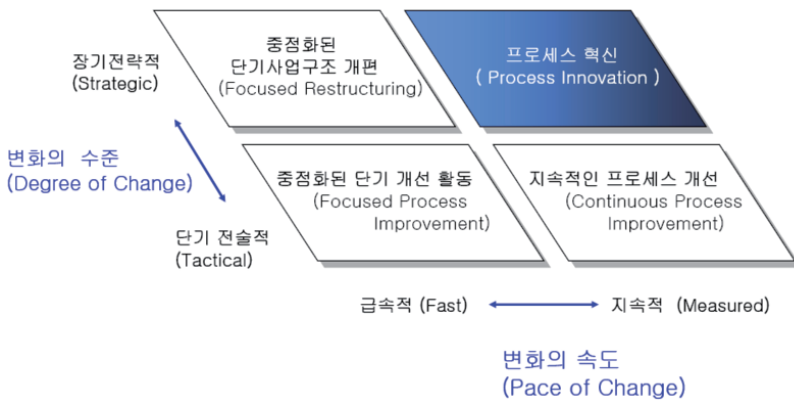 중점화된
단기사업구조 개편
(Focused Restructuring)
프로세스 혁신
( Process Innovation )
장기전략적
(Strategic)
변화의 수준
(Degree of Change)
중점화된 단기 개선 활동
(Focused Process
Improvement)
지속적인 프로세스 개선
(Continuous Process
Improvement)
단기 전술적
(Tactical)
급속적 (Fast)
지속적 (Measured)
변화의 속도
(Pace of Change)